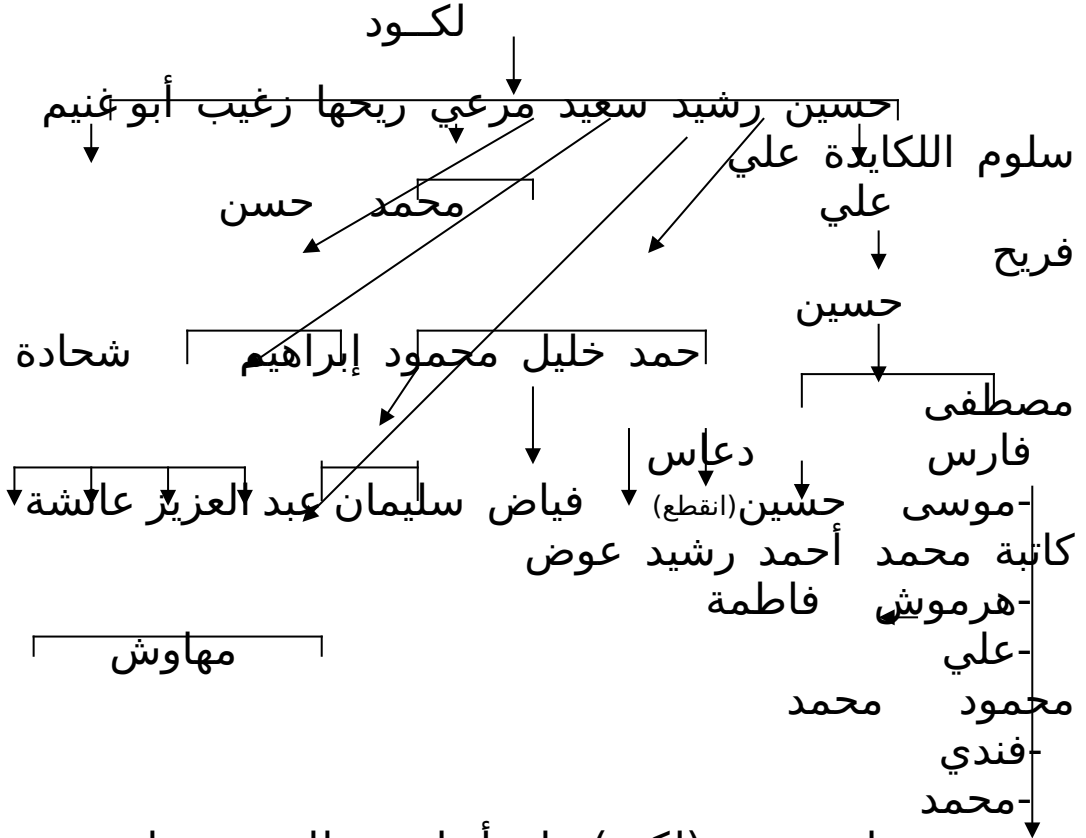 لكــود
حسين رشيد سعيد مرعي ريحها زغيب أبو غنيم
سلوم اللكايدة علي
علي
محمد حسن
فريح
حسين
حمد خليل محمود إبراهيم شحادة
مصطفى
فارس دعاس
-موسى حسين(انقطع) فياض سليمان عبد العزيز عائشة
كاتبة محمد أحمد رشيد عوض
-هرموش فاطمة
-علي مهاوش
محمود محمد
-فندي
-محمد